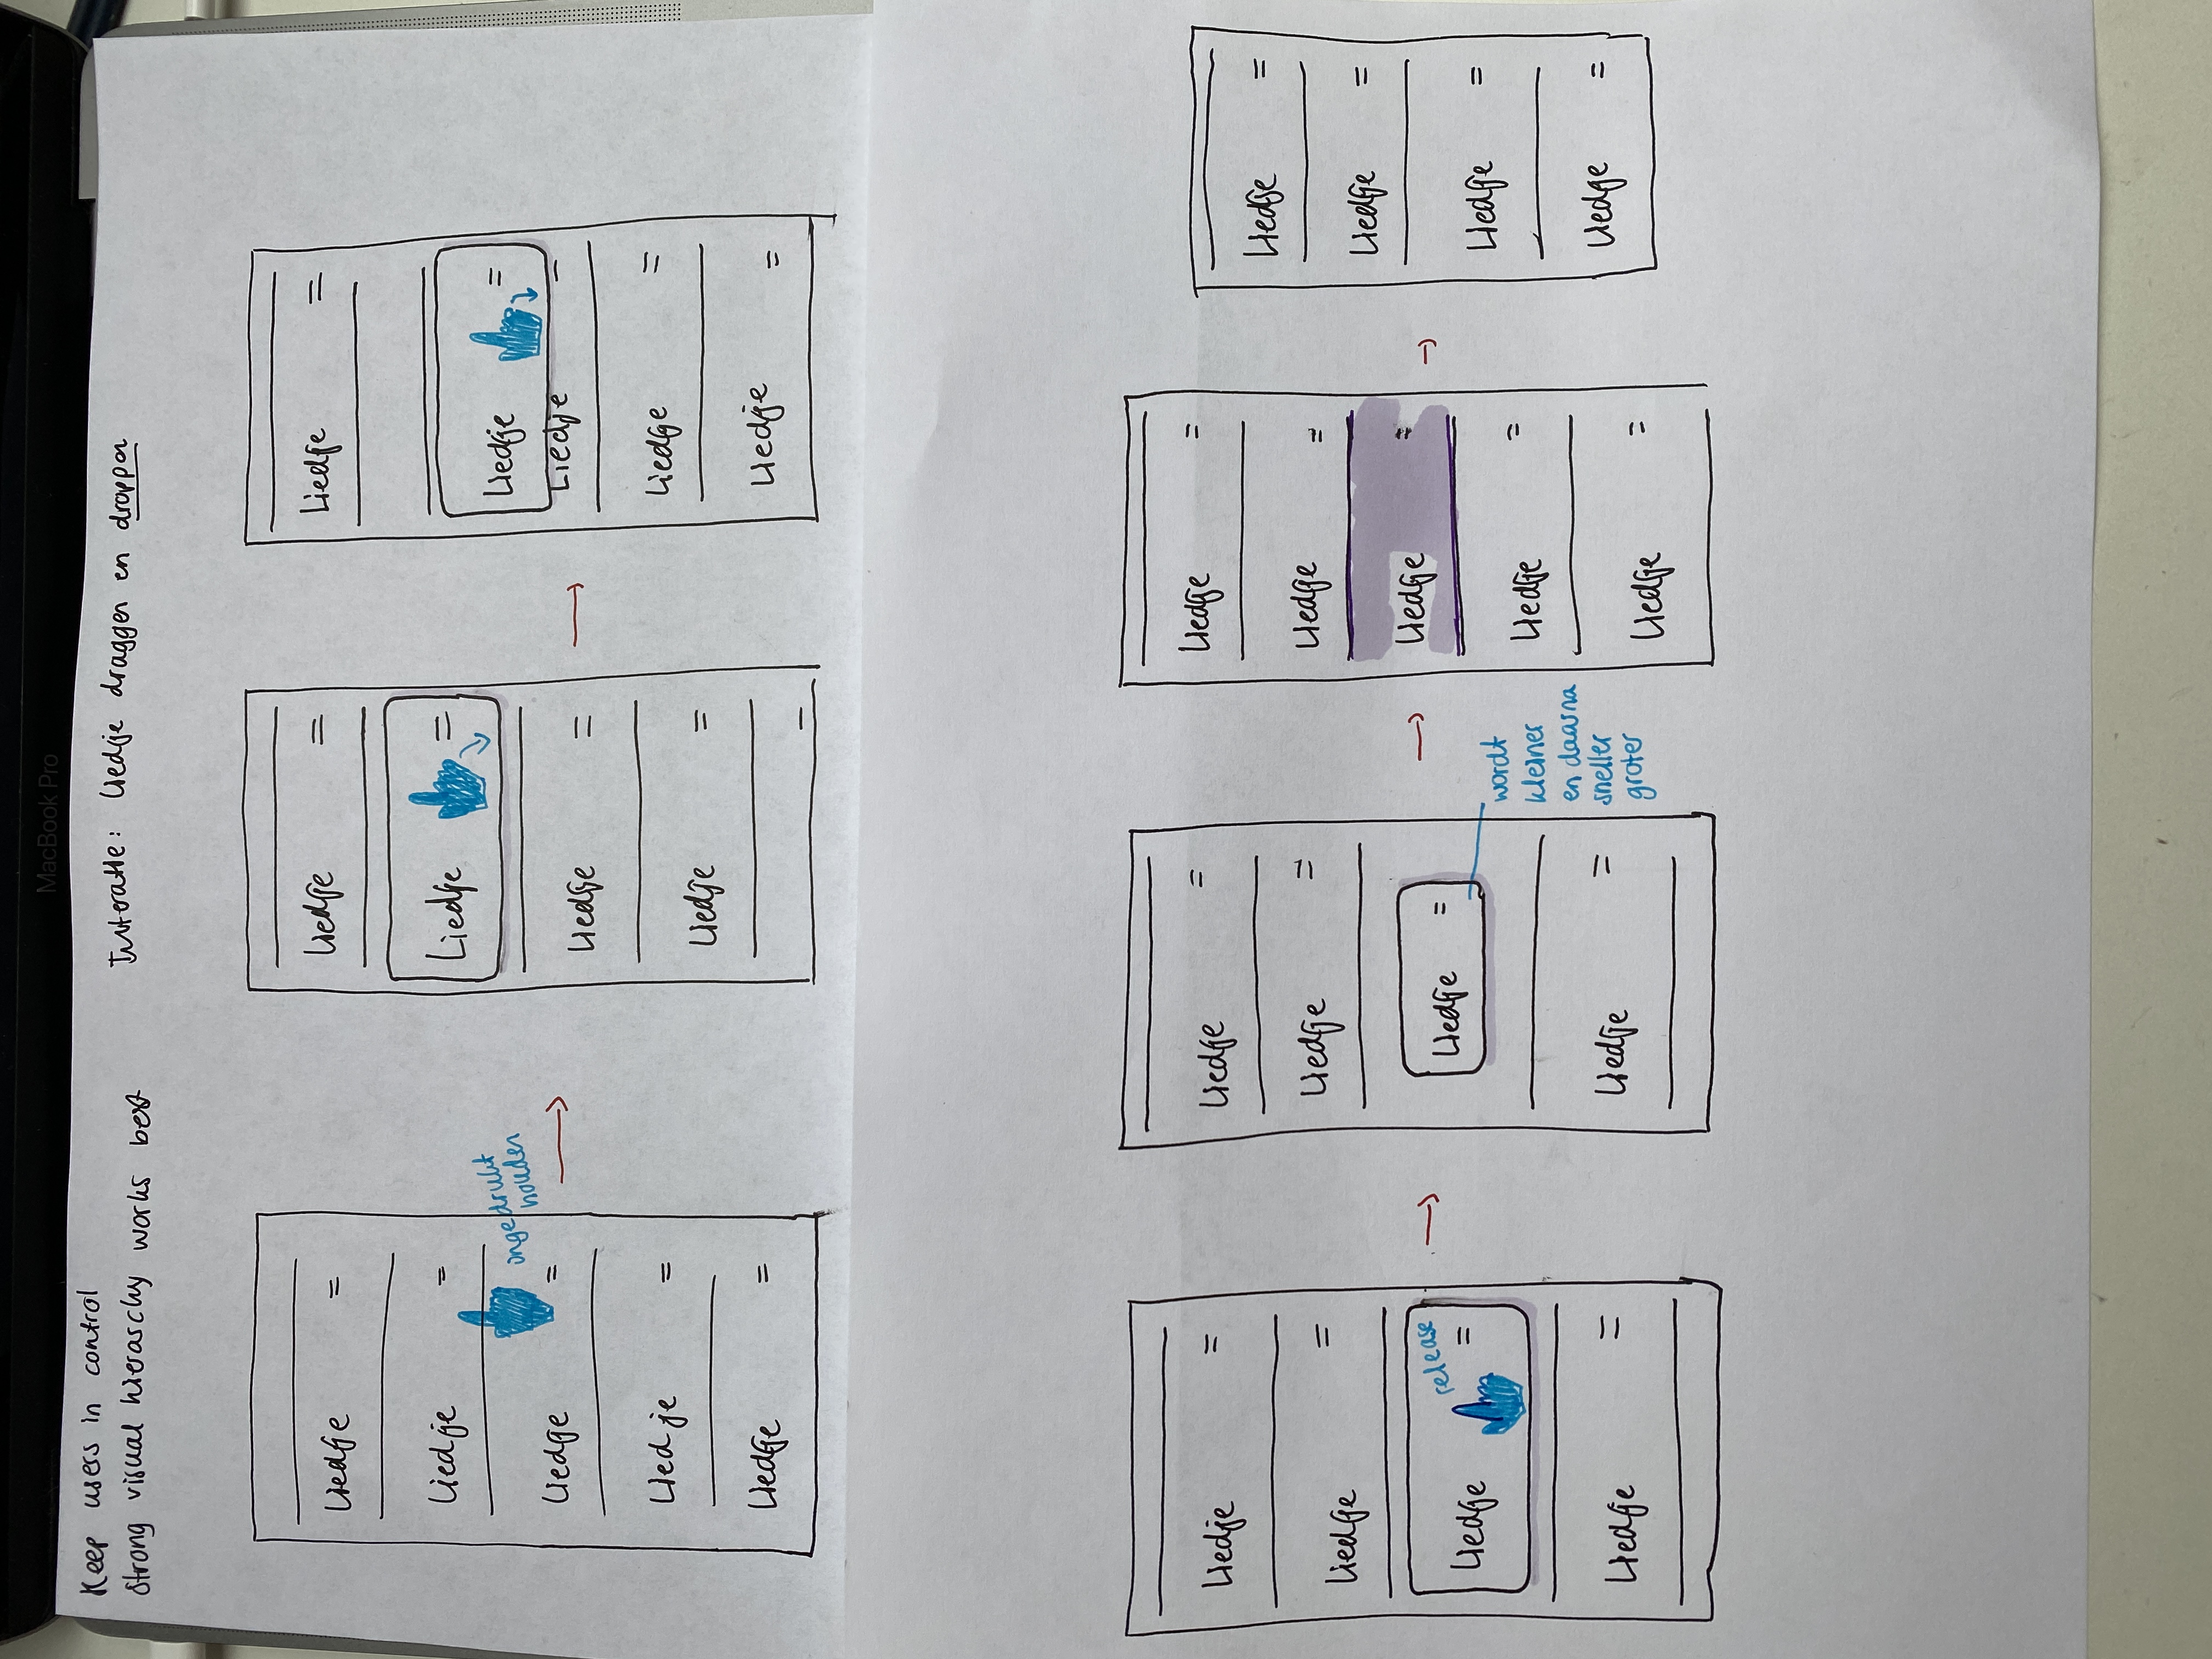 MacBook Pro
Keep users in control
Strong visual hierarchy works best
Interactie: Liedje draggen en droppen
Liedje =
Liedje =
ingedrukt
houden
Liedje =
Liedje =
Liedje =
Liedje =
Liedje =
Liedje =
Liedje =
=
Liedje =
Liedje =
Liedje =
Liedje =
Liedje =
Liedje =
Liedje =
release
Liedje =
Liedje =
Liedje =
Liedje =
Liedje =
wordt
kleiner
en daarna
sneller
groter
Liedje =
Liedje =
Liedje =
Liedje =
Liedje =
Liedje =
Liedje =
Liedje =
Liedje =
Liedje =